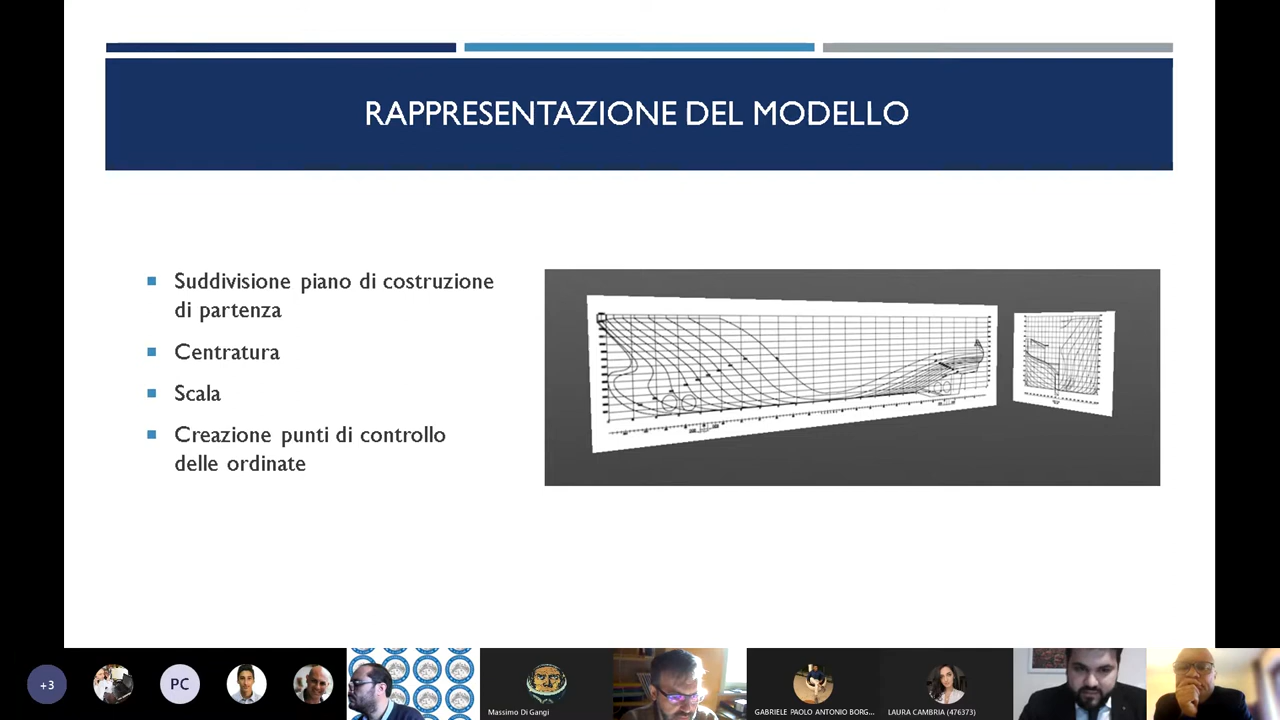 RAPPRESENTAZIONE DEL MODELLO
Suddivisione piano di costruzione
di partenza
Centratura
Scala
Creazione punti di controllo
delle ordinate
+3
PC
Massimo Di Gangi
GABRIELE PAOLO ANTONIO BORG...
LAURA CAMBRIA (476373)